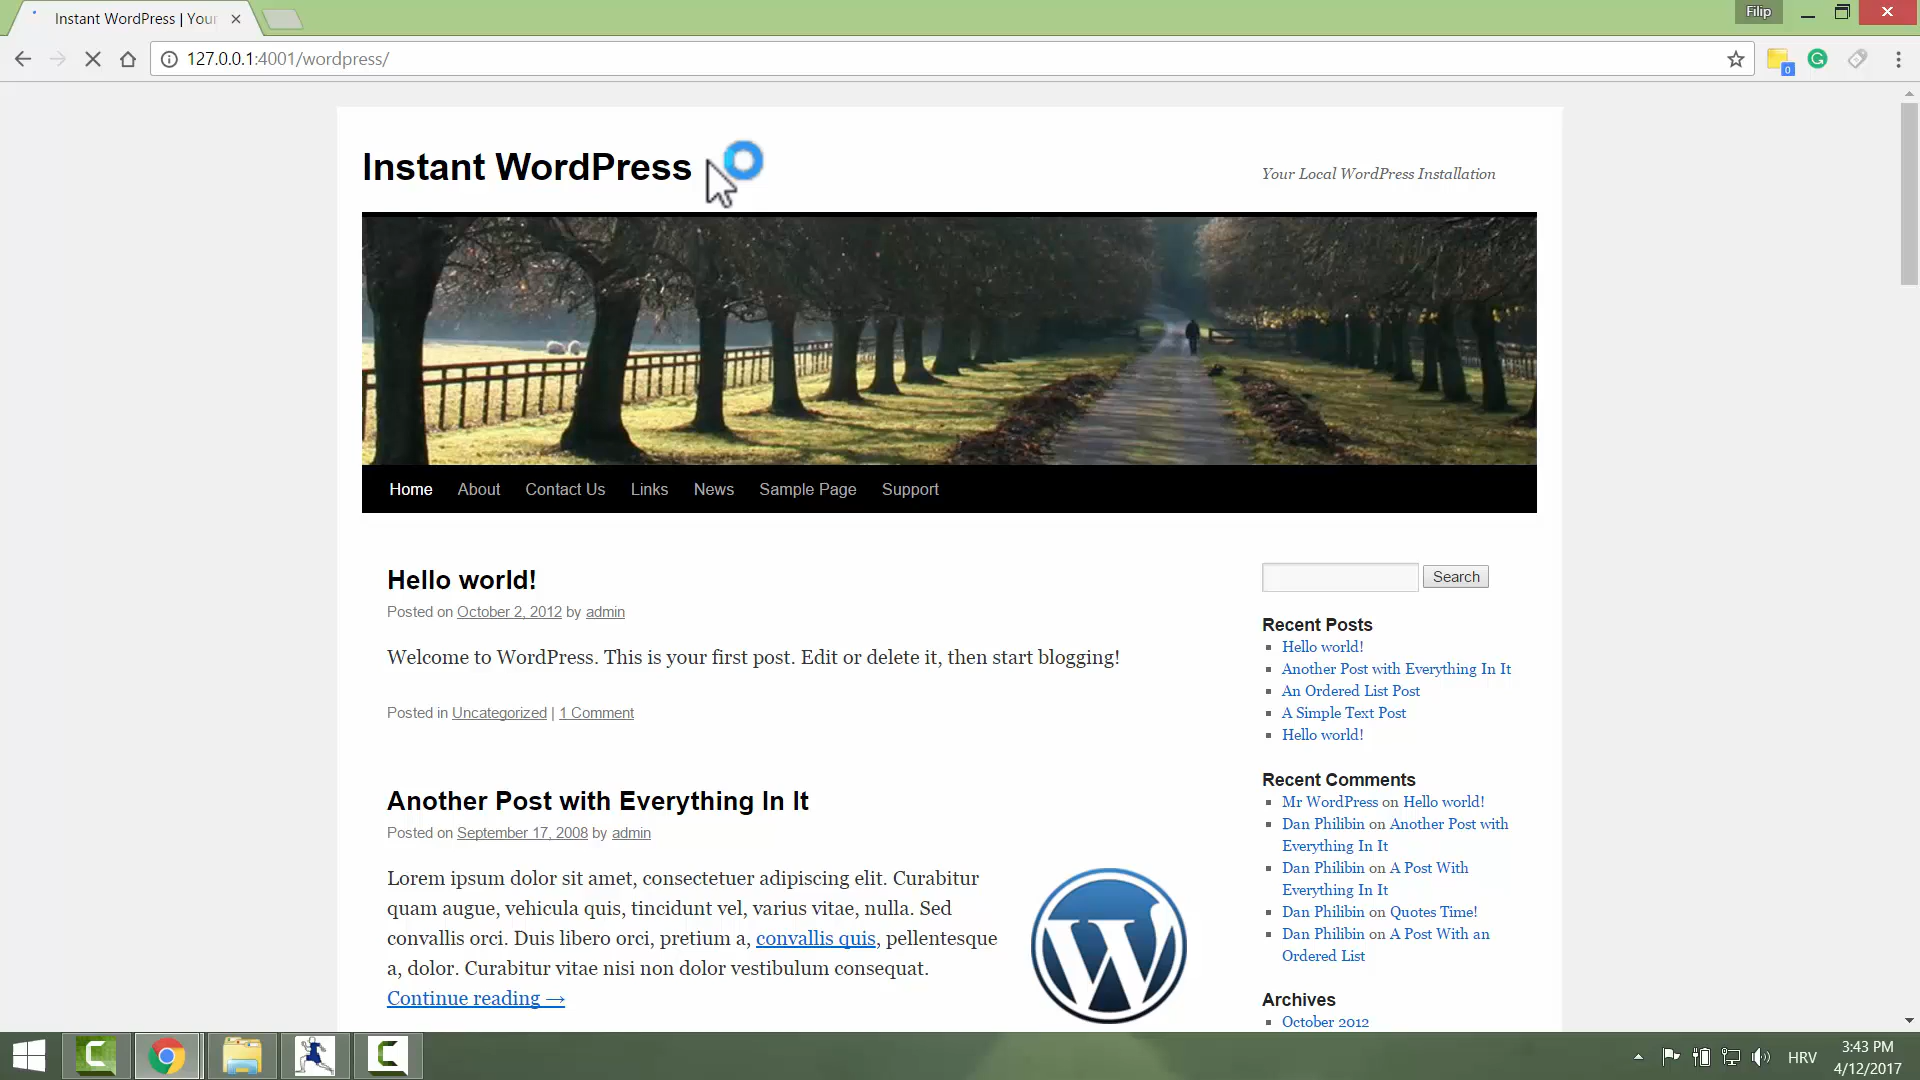 Instant WordPress | Your
Filip
127.0.0.1:4001/wordpress/
0
Instant WordPress
Your Local WordPress Installation
Home About Contact Us Links News Sample Page Support
Hello world!
Posted on October 2, 2012 by admin
Welcome to WordPress. This is your first post. Edit or delete it, then start blogging!
Posted in Uncategorized | 1 Comment
Another Post with Everything In It
Posted on September 17, 2008 by admin
Lorem ipsum dolor sit amet, consectetuer adipiscing elit. Curabitur
quam augue, vehicula quis, tincidunt vel, varius vitae, nulla. Sed
convallis orci. Duis libero orci, pretium a, convallis quis, pellentesque
a, dolor. Curabitur vitae nisi non dolor vestibulum consequat.
Continue reading →
Search
Recent Posts
Hello world!
Another Post with Everything In It
An Ordered List Post
A Simple Text Post
Hello world!
Recent Comments
Mr WordPress on Hello world!
Dan Philibin on Another Post with
Everything In It
Dan Philibin on A Post With
Everything In It
Dan Philibin on Quotes Time!
Dan Philibin on A Post With an
Ordered List
Archives
October 2012
HRV
3:43 PM
4/12/2017